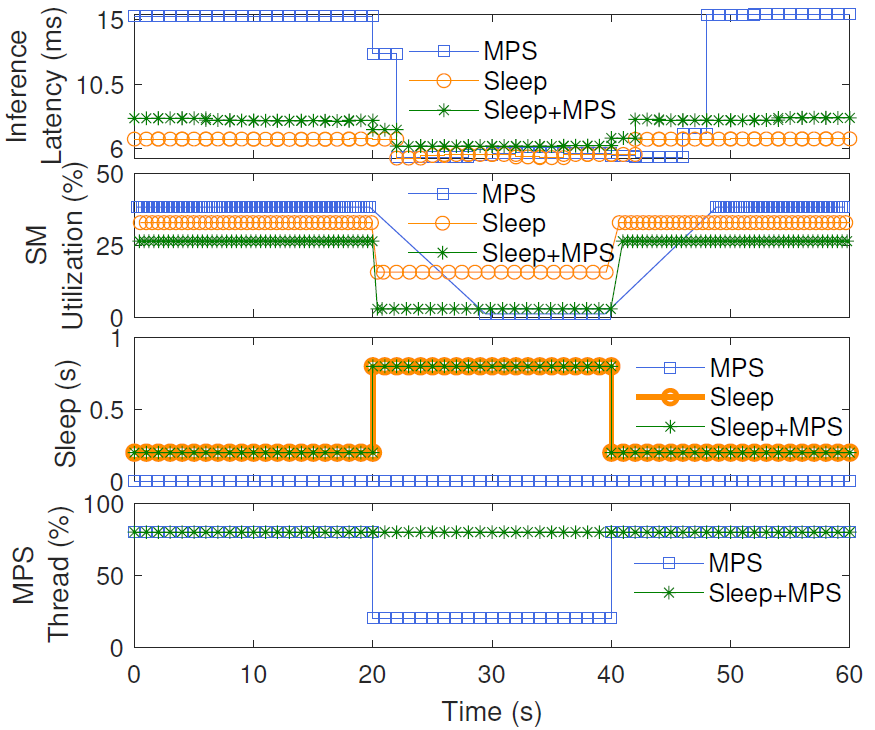 Inference
Latency (ms)
15
10.5
6
MPS
Sleep
Sleep+MPS
SM
Utilization (%)
50
25
0
MPS
Sleep
Sleep+MPS
Sleep (s)
1
0.5
0
MPS
Sleep
Sleep+MPS
MPS
Thread (%)
100
50
0
MPS
Sleep+MPS
0 10 20 30 40 50 60
Time (s)